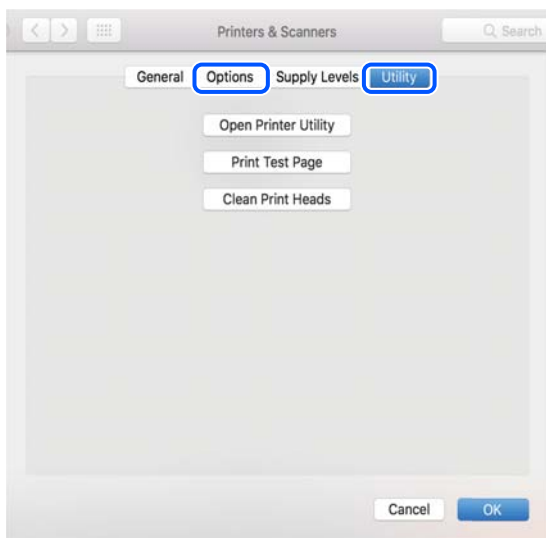 Printers & Scanners Search
General Options Supply Levels Utility
Open Printer Utility
Print Test Page
Clean Print Heads
Cancel OK